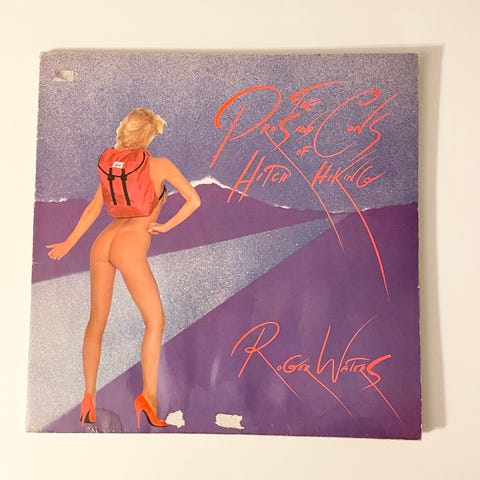 THE
PROS AND CONS
OF
HITCH HIKING
ROGER WATERS